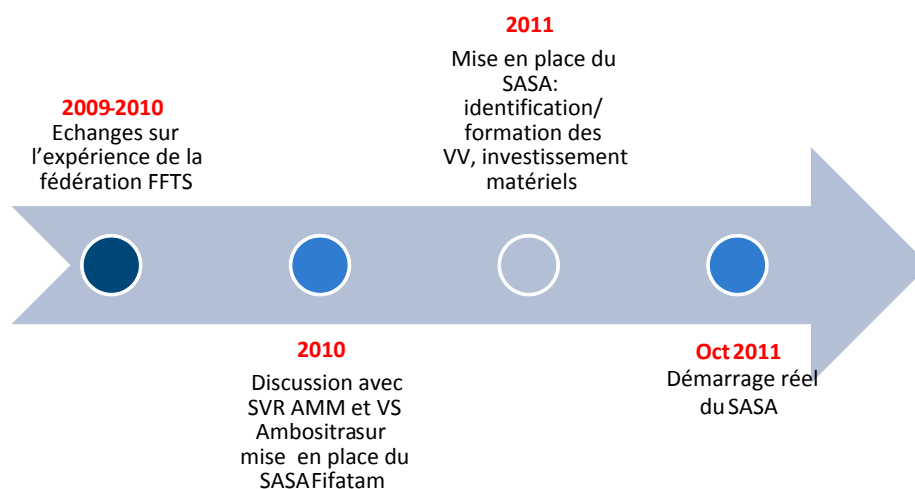 2009-2010
Echanges sur
l’expérience de la
fédération FFTS
2010
Discussion avec
SVR AMM et VS
Ambositrasur
mise en place du
SASAFifatam
2011
Mise en place du
SASA:
identification/
formation des
VV, investissement
matériels
Oct 2011
Démarrage réel
du SASA